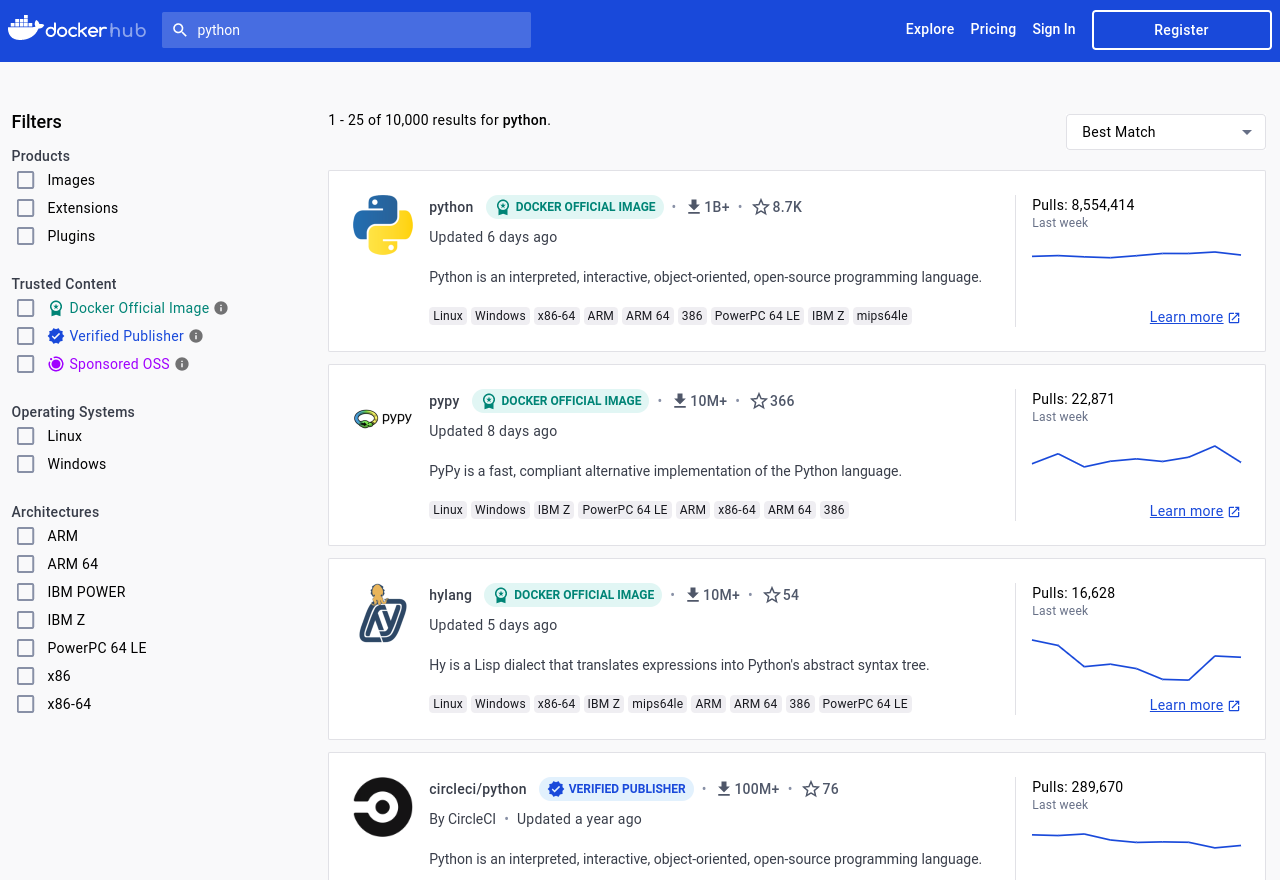 docker hub
python
Explore
Pricing
Sign In
Register
Filters
Products
Images
Extensions
Plugins
Trusted Content
Docker Official Image
Verified Publisher
Sponsored OSS
Operating Systems
Linux
Windows
Architectures
ARM
ARM 64
IBM POWER
IBM Z
PowerPC 64 LE
x86
x86-64
1 - 25 of 10,000 results for python.
Best Match
python DOCKER OFFICIAL IMAGE • 1B+ • 8.7K
Updated 6 days ago
Python is an interpreted, interactive, object-oriented, open-source programming language.
Linux Windows x86-64 ARM ARM 64 386 PowerPC 64 LE IBM Z mips64le
Pulls: 8,554,414
Last week
Learn more
pypy
pypy DOCKER OFFICIAL IMAGE • 10M+ • 366
Updated 8 days ago
PyPy is a fast, compliant alternative implementation of the Python language.
Linux Windows IBM Z PowerPC 64 LE ARM x86-64 ARM 64 386
Pulls: 22,871
Last week
Learn more
hy
hylang DOCKER OFFICIAL IMAGE • 10M+ • 54
Updated 5 days ago
Hy is a Lisp dialect that translates expressions into Python's abstract syntax tree.
Linux Windows x86-64 IBM Z mips64le ARM ARM 64 386 PowerPC 64 LE
Pulls: 16,628
Last week
Learn more
circleci/python VERIFIED PUBLISHER • 100M+ • 76
By CircleCI • Updated a year ago
Python is an interpreted, interactive, object-oriented, open-source programming language.
Pulls: 289,670
Last week